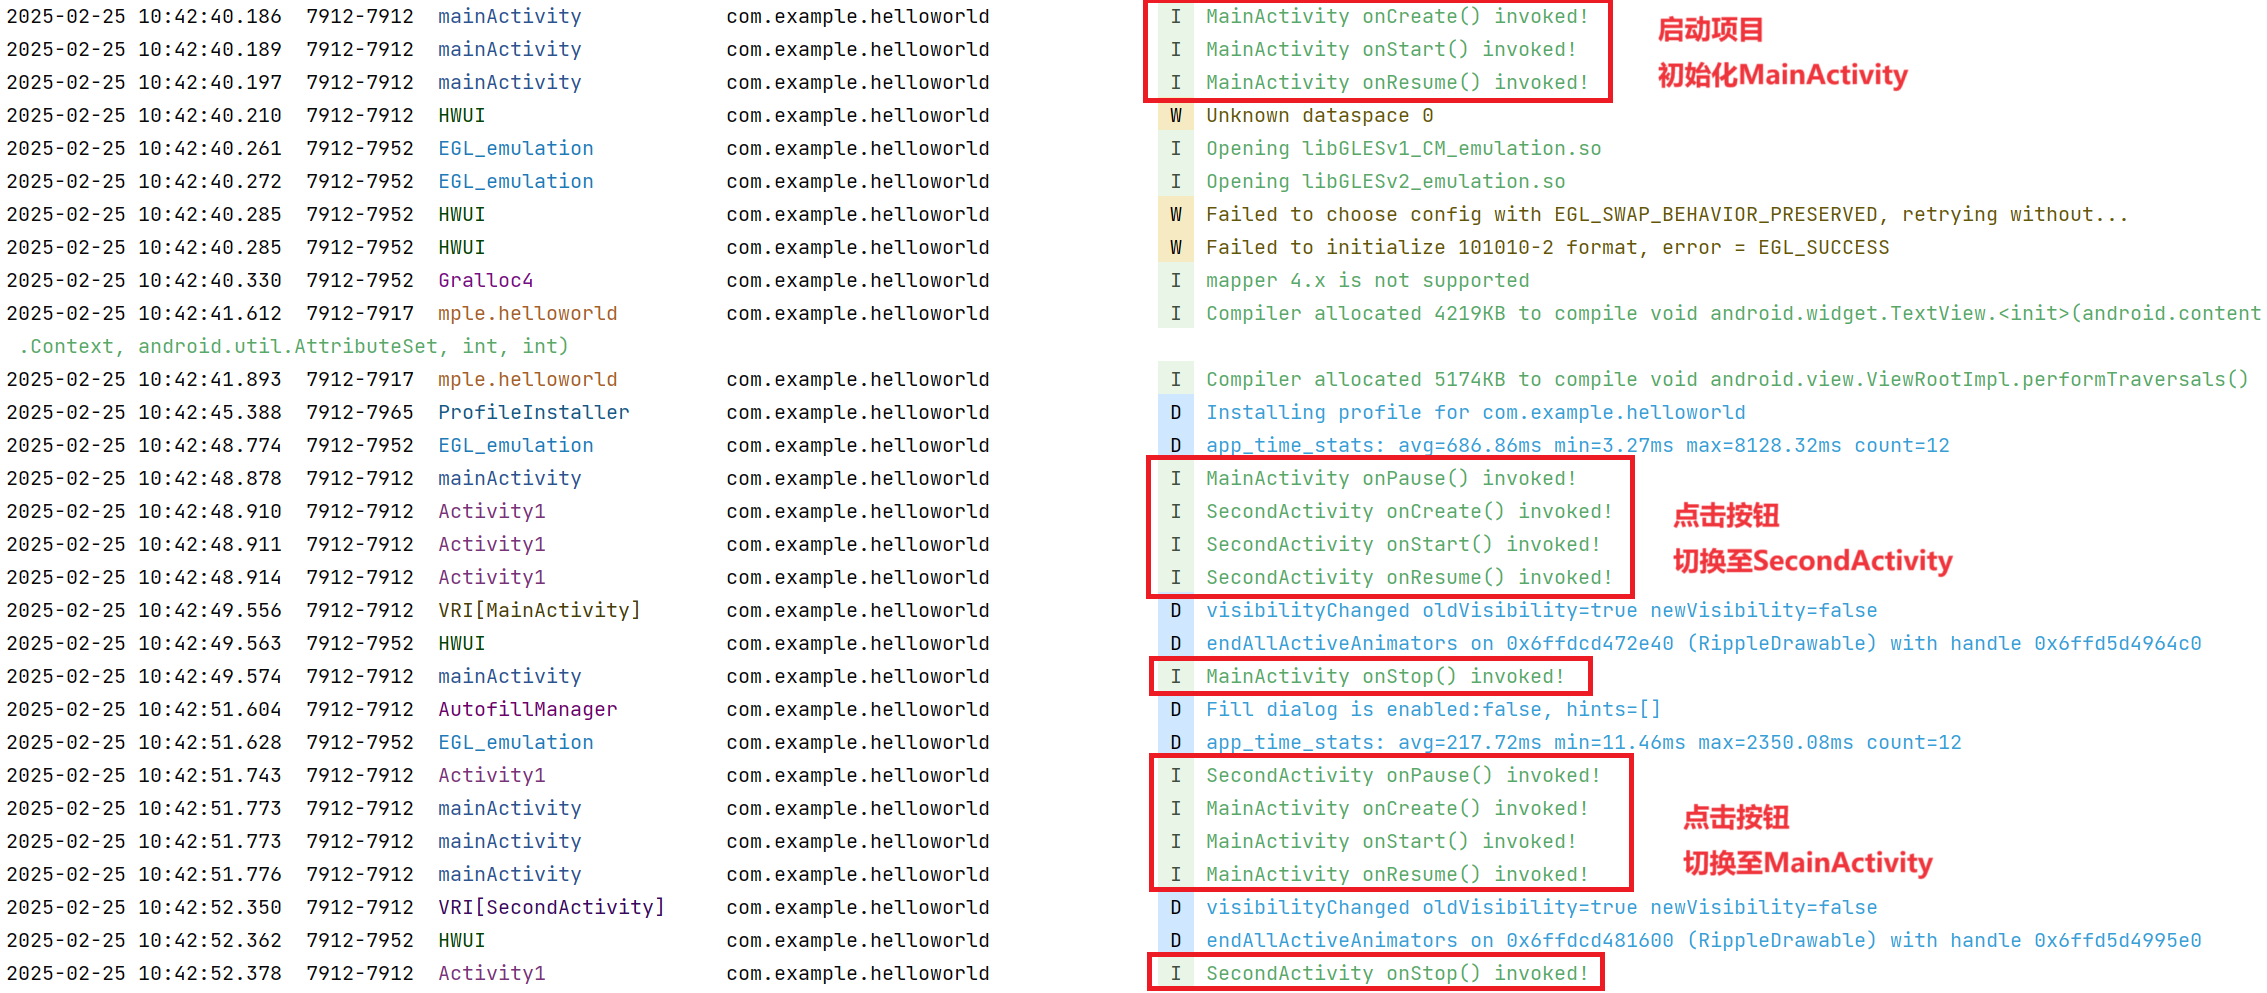 2025-02-25 10:42:40.186 7912-7912 mainActivity com.example.helloworld I MainActivity onCreate() invoked!
启动项目
2025-02-25 10:42:40.189 7912-7912 mainActivity com.example.helloworld I MainActivity onStart() invoked!
初始化MainActivity
2025-02-25 10:42:40.197 7912-7912 mainActivity com.example.helloworld I MainActivity onResume() invoked!
2025-02-25 10:42:40.210 7912-7912 HWUI com.example.helloworld W Unknown dataspace 0
2025-02-25 10:42:40.261 7912-7952 EGL_emulation com.example.helloworld I Opening libGLESv1_CM_emulation.so
2025-02-25 10:42:40.272 7912-7952 EGL_emulation com.example.helloworld I Opening libGLESv2_emulation.so
2025-02-25 10:42:40.285 7912-7952 HWUI com.example.helloworld W Failed to choose config with EGL_SWAP_BEHAVIOR_PRESERVED, retrying without...
2025-02-25 10:42:40.285 7912-7952 HWUI com.example.helloworld W Failed to initialize 101010-2 format, error = EGL_SUCCESS
2025-02-25 10:42:40.330 7912-7952 Gralloc4 com.example.helloworld I mapper 4.x is not supported
2025-02-25 10:42:41.612 7912-7917 mple.helloworld com.example.helloworld I Compiler allocated 4219KB to compile void android.widget.TextView.<init>(android.content
.Context, android.util.AttributeSet, int, int)
2025-02-25 10:42:41.893 7912-7917 mple.helloworld com.example.helloworld I Compiler allocated 5174KB to compile void android.view.ViewRootImpl.performTraversals()
2025-02-25 10:42:45.388 7912-7965 ProfileInstaller com.example.helloworld D Installing profile for com.example.helloworld
2025-02-25 10:42:48.774 7912-7952 EGL_emulation com.example.helloworld D app_time_stats: avg=686.86ms min=3.27ms max=8128.32ms count=12
2025-02-25 10:42:48.878 7912-7912 mainActivity com.example.helloworld I MainActivity onPause() invoked!
2025-02-25 10:42:48.910 7912-7912 Activity1 com.example.helloworld I SecondActivity onCreate() invoked!
点击按钮
2025-02-25 10:42:48.911 7912-7912 Activity1 com.example.helloworld I SecondActivity onStart() invoked!
切换至SecondActivity
2025-02-25 10:42:48.914 7912-7912 Activity1 com.example.helloworld I SecondActivity onResume() invoked!
2025-02-25 10:42:49.556 7912-7912 VRI[MainActivity] com.example.helloworld D visibilityChanged oldVisibility=true newVisibility=false
2025-02-25 10:42:49.563 7912-7952 HWUI com.example.helloworld D endAllActiveAnimators on 0x6ffdcd472e40 (RippleDrawable) with handle 0x6ffd5d4964c0
2025-02-25 10:42:49.574 7912-7912 mainActivity com.example.helloworld I MainActivity onStop() invoked!
2025-02-25 10:42:51.604 7912-7912 AutofillManager com.example.helloworld D Fill dialog is enabled:false, hints=[]
2025-02-25 10:42:51.628 7912-7952 EGL_emulation com.example.helloworld D app_time_stats: avg=217.72ms min=11.46ms max=2350.08ms count=12
2025-02-25 10:42:51.743 7912-7912 Activity1 com.example.helloworld I SecondActivity onPause() invoked!
2025-02-25 10:42:51.773 7912-7912 mainActivity com.example.helloworld I MainActivity onCreate() invoked!
点击按钮
2025-02-25 10:42:51.773 7912-7912 mainActivity com.example.helloworld I MainActivity onStart() invoked!
切换至MainActivity
2025-02-25 10:42:51.776 7912-7912 mainActivity com.example.helloworld I MainActivity onResume() invoked!
2025-02-25 10:42:52.350 7912-7912 VRI[SecondActivity] com.example.helloworld D visibilityChanged oldVisibility=true newVisibility=false
2025-02-25 10:42:52.362 7912-7952 HWUI com.example.helloworld D endAllActiveAnimators on 0x6ffdcd481600 (RippleDrawable) with handle 0x6ffd5d4995e0
2025-02-25 10:42:52.378 7912-7912 Activity1 com.example.helloworld I SecondActivity onStop() invoked!